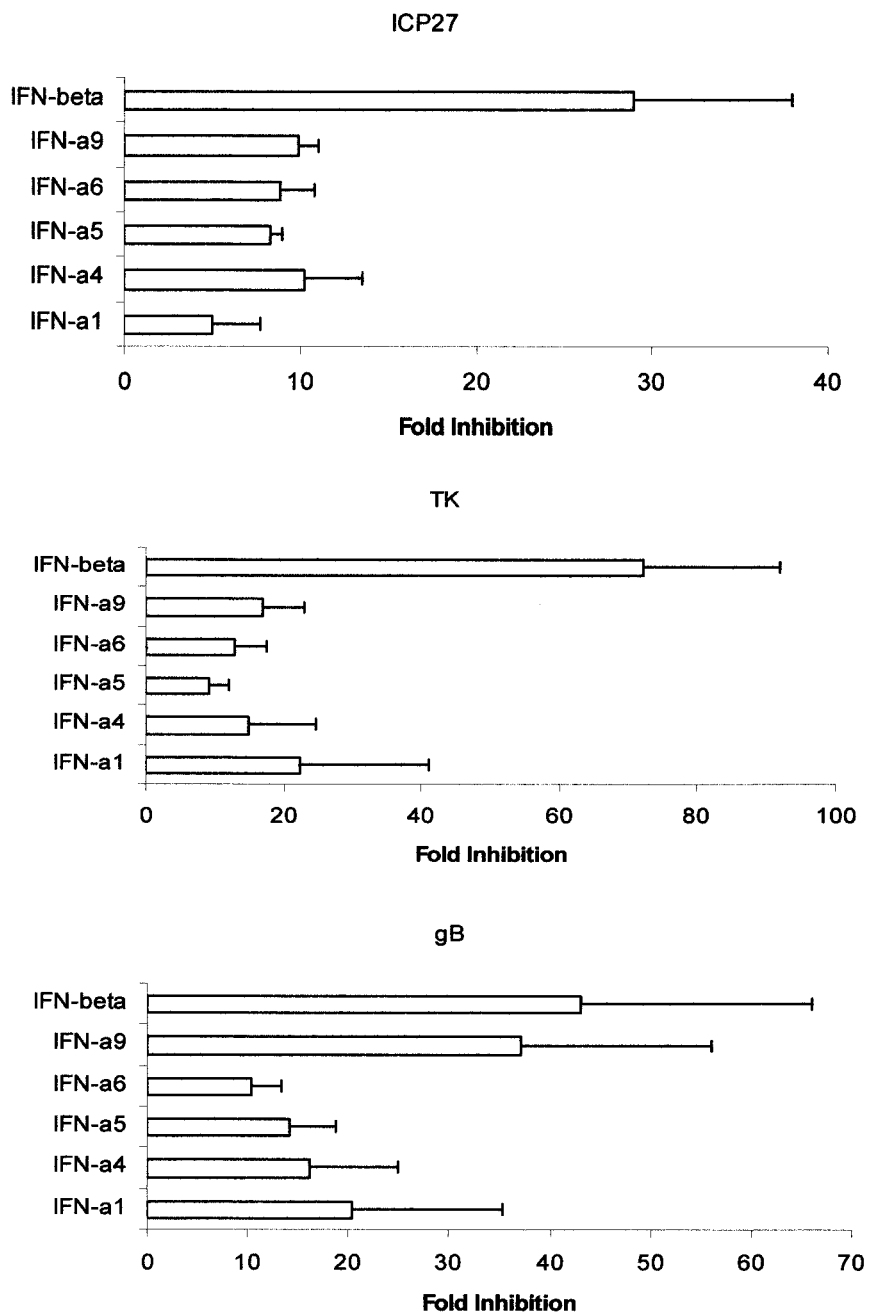 ICP27
IFN-beta
IFN-a9
IFN-a6
IFN-a5
IFN-a4
IFN-a1
0 10 20 30 40
Fold Inhibition
TK
IFN-beta
IFN-a9
IFN-a6
IFN-a5
IFN-a4
IFN-a1
0 20 40 60 80 100
Fold Inhibition
gB
IFN-beta
IFN-a9
IFN-a6
IFN-a5
IFN-a4
IFN-a1
0 10 20 30 40 50 60 70
Fold Inhibition